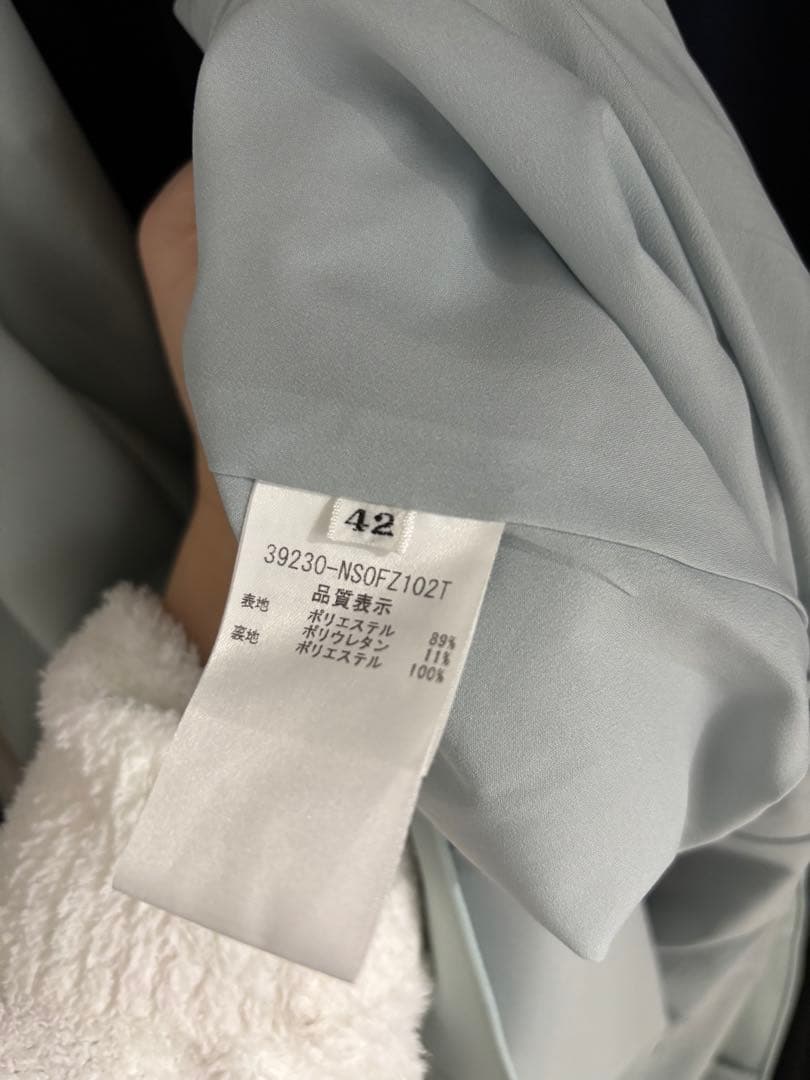 42
39230-NSOFZ102T
品質表示
表地 ポリエステル 89%
ポリウレタン 11%
裏地 ポリエステル 100%